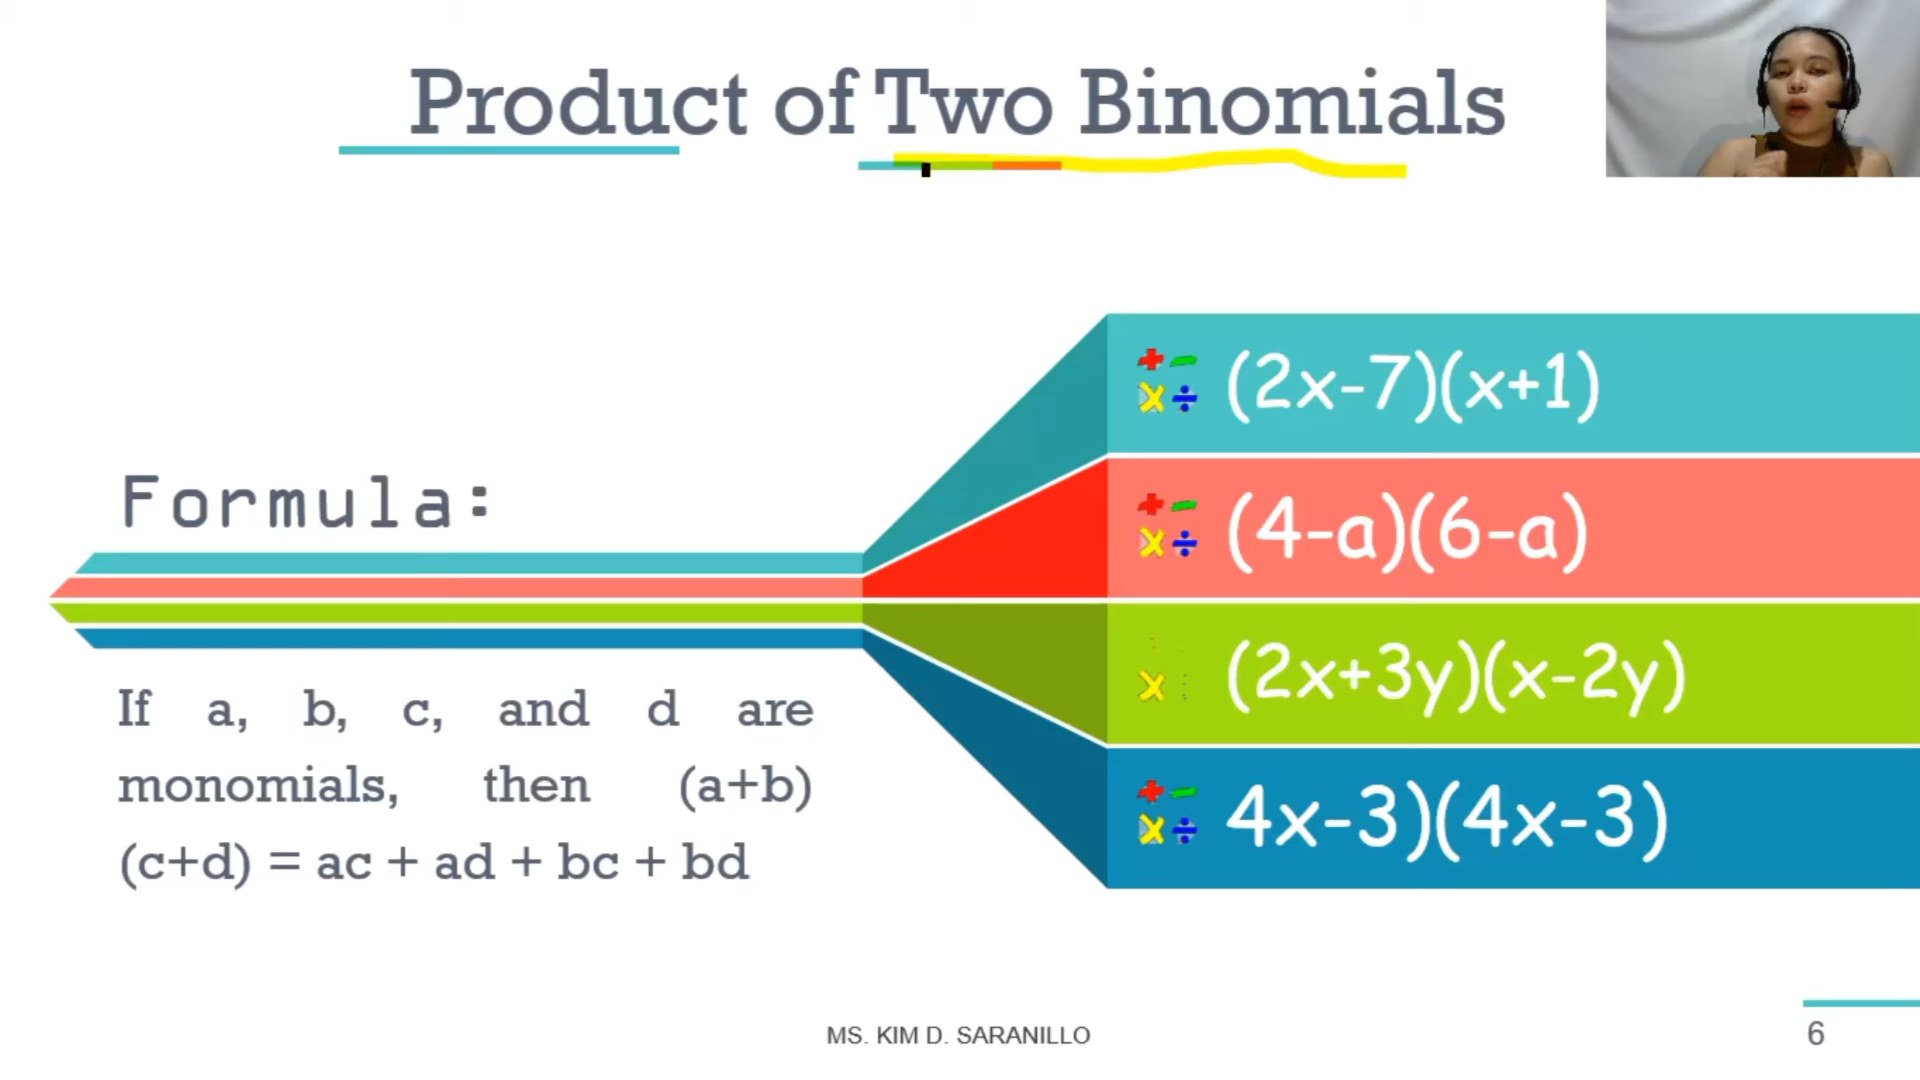 Product of Two Binomials
Formula:
If a, b, c, and d are
monomials, then (a+b)
(c+d) = ac + ad + bc + bd
(2x-7)(x+1)
(4-a)(6-a)
(2x+3y)(x-2y)
4x-3)(4x-3)
MS. KIM D. SARANILLO
6